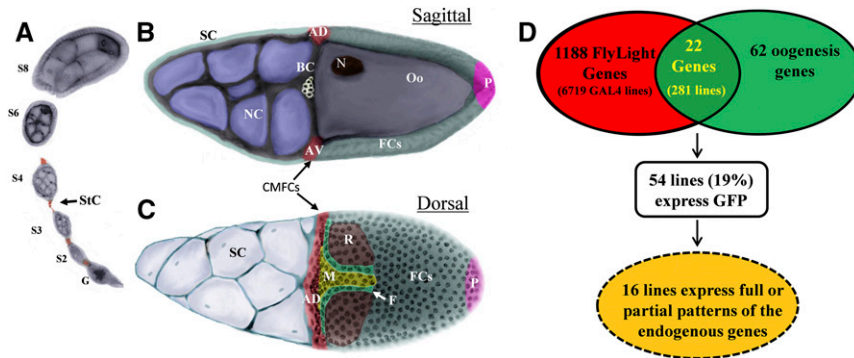 A
S8
S6
S4
StC
S3
S2
G
B
Sagittal
SC
AD
BC
N
Oo
P
NC
AV
FCs
CMFCs
C
Dorsal
SC
R
M
FCs
AD
F
P
D
1188 FlyLight
Genes
(6719 GAL4 lines)
22
Genes
(281 lines)
62 oogenesis
genes
54 lines (19%)
express GFP
16 lines express full or
partial patterns of the
endogenous genes